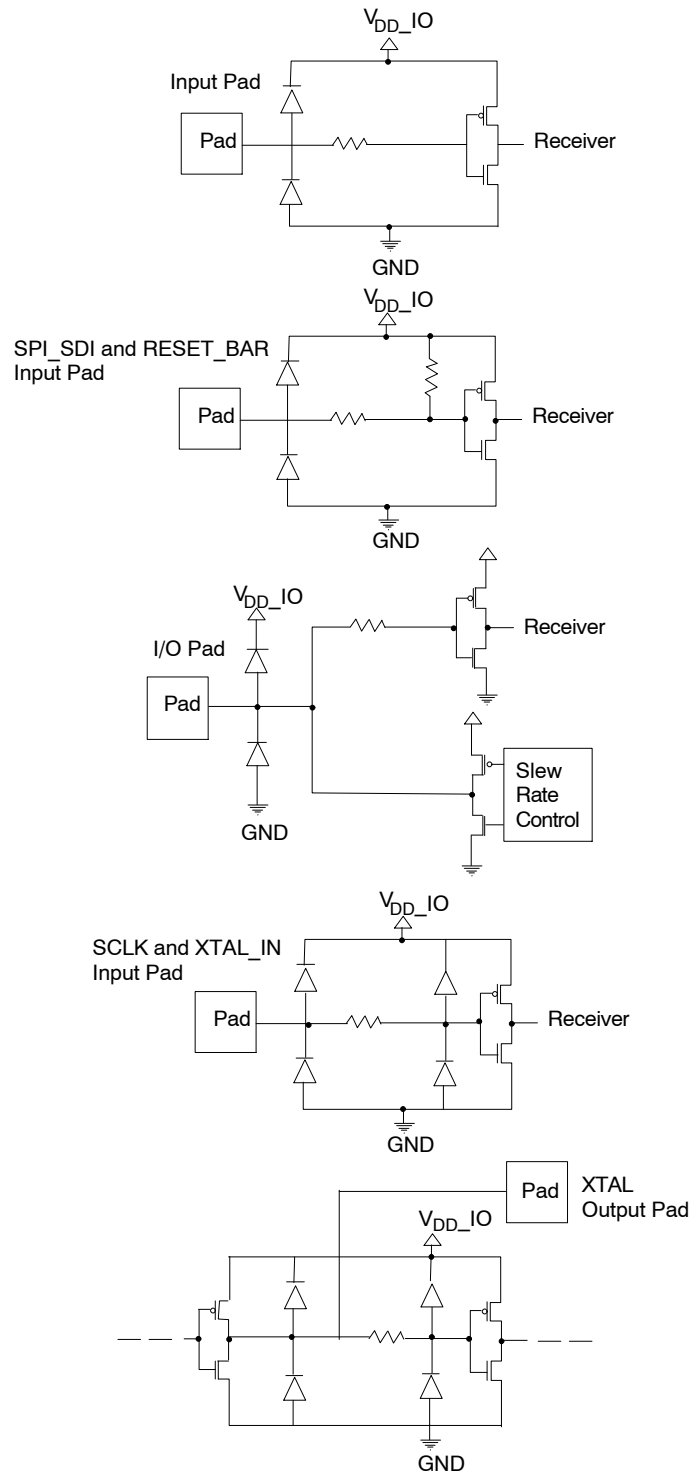 V_DD_IO
Input Pad
Pad
Receiver
GND
V_DD_IO
SPI_SDI and RESET_BAR
Input Pad
Pad
Receiver
GND
V_DD_IO
I/O Pad
Pad
Receiver
Slew
Rate
Control
GND
V_DD_IO
SCLK and XTAL_IN
Input Pad
Pad
Receiver
GND
Pad
XTAL
Output Pad
V_DD_IO
GND